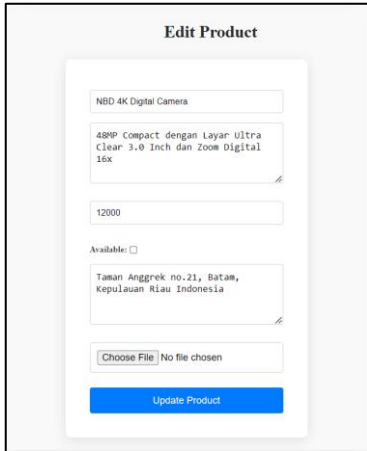 Edit Product
NBD 4K Digital Camera
48MP Compact dengan Layar Ultra
Clear 3.0 Inch dan Zoom Digital
16x
12000
Available:
Taman Anggrek no.21, Batam,
Kepulauan Riau Indonesia
Choose File No file chosen
Update Product